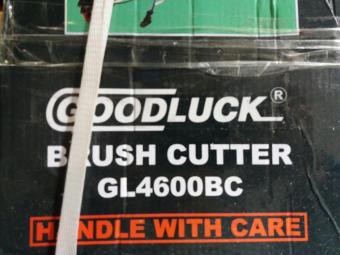 GOODLUCK®
BRUSH CUTTER
GL4600BC
HANDLE WITH CARE